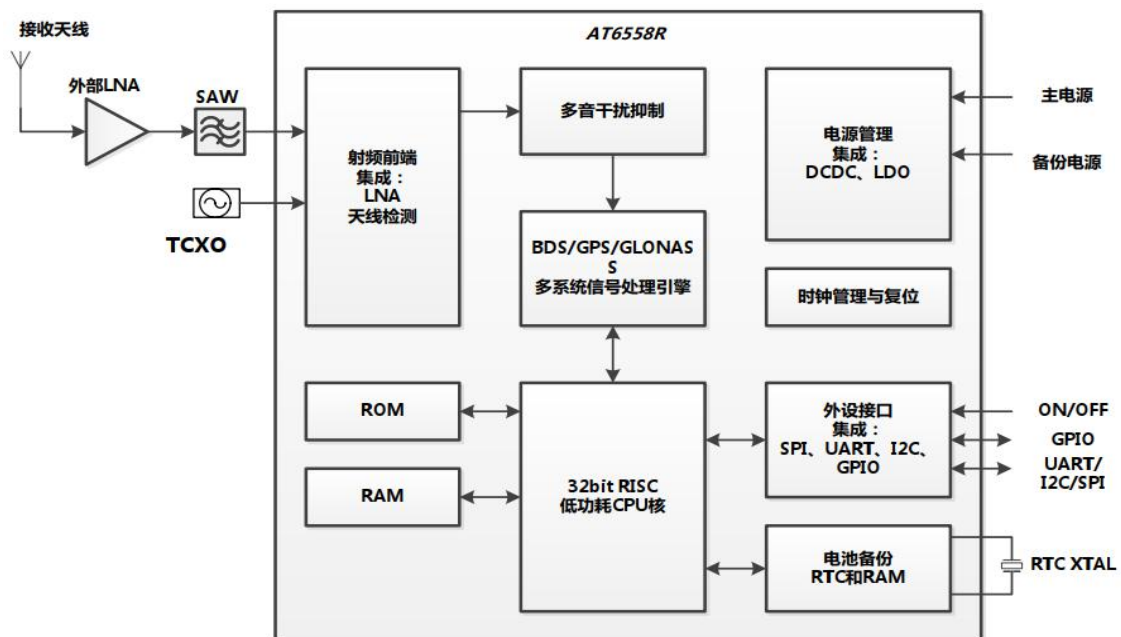 接收天线
外部LNA
SAW
TCXO
AT6558R
射频前端
集成：
LNA
天线检测
多音干扰抑制
BDS/GPS/GLONAS
S
多系统信号处理引擎
电源管理
集成：
DCDC、LDO
主电源
备份电源
时钟管理与复位
ROM
RAM
32bit RISC
低功耗CPU核
外设接口
集成：
SPI、UART、I2C、
GPIO
ON/OFF
GPIO
UART/
I2C/SPI
电池备份
RTC和RAM
RTC XTAL